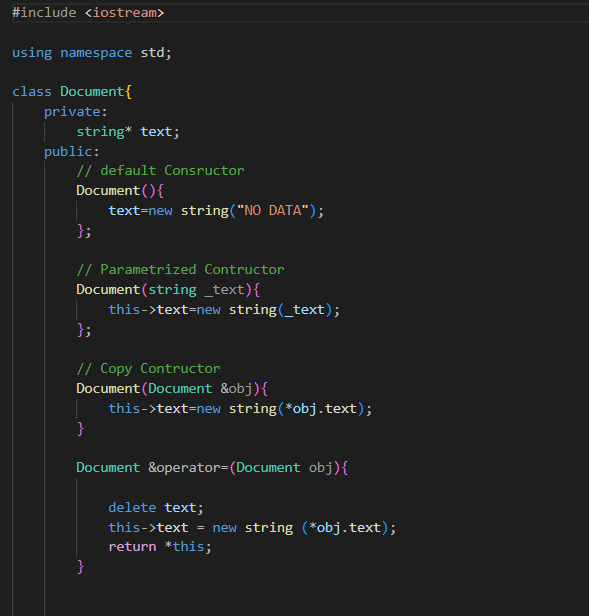 #include <iostream>
using namespace std;
class Document{
private:
string* text;
public:
// default Consructor
Document(){
text=new string("NO DATA");
};
// Parametrized Contructor
Document(string _text){
this->text=new string(_text);
};
// Copy Contructor
Document(Document &obj){
this->text=new string(*obj.text);
}
Document &operator=(Document obj){
delete text;
this->text = new string (*obj.text);
return *this;
}